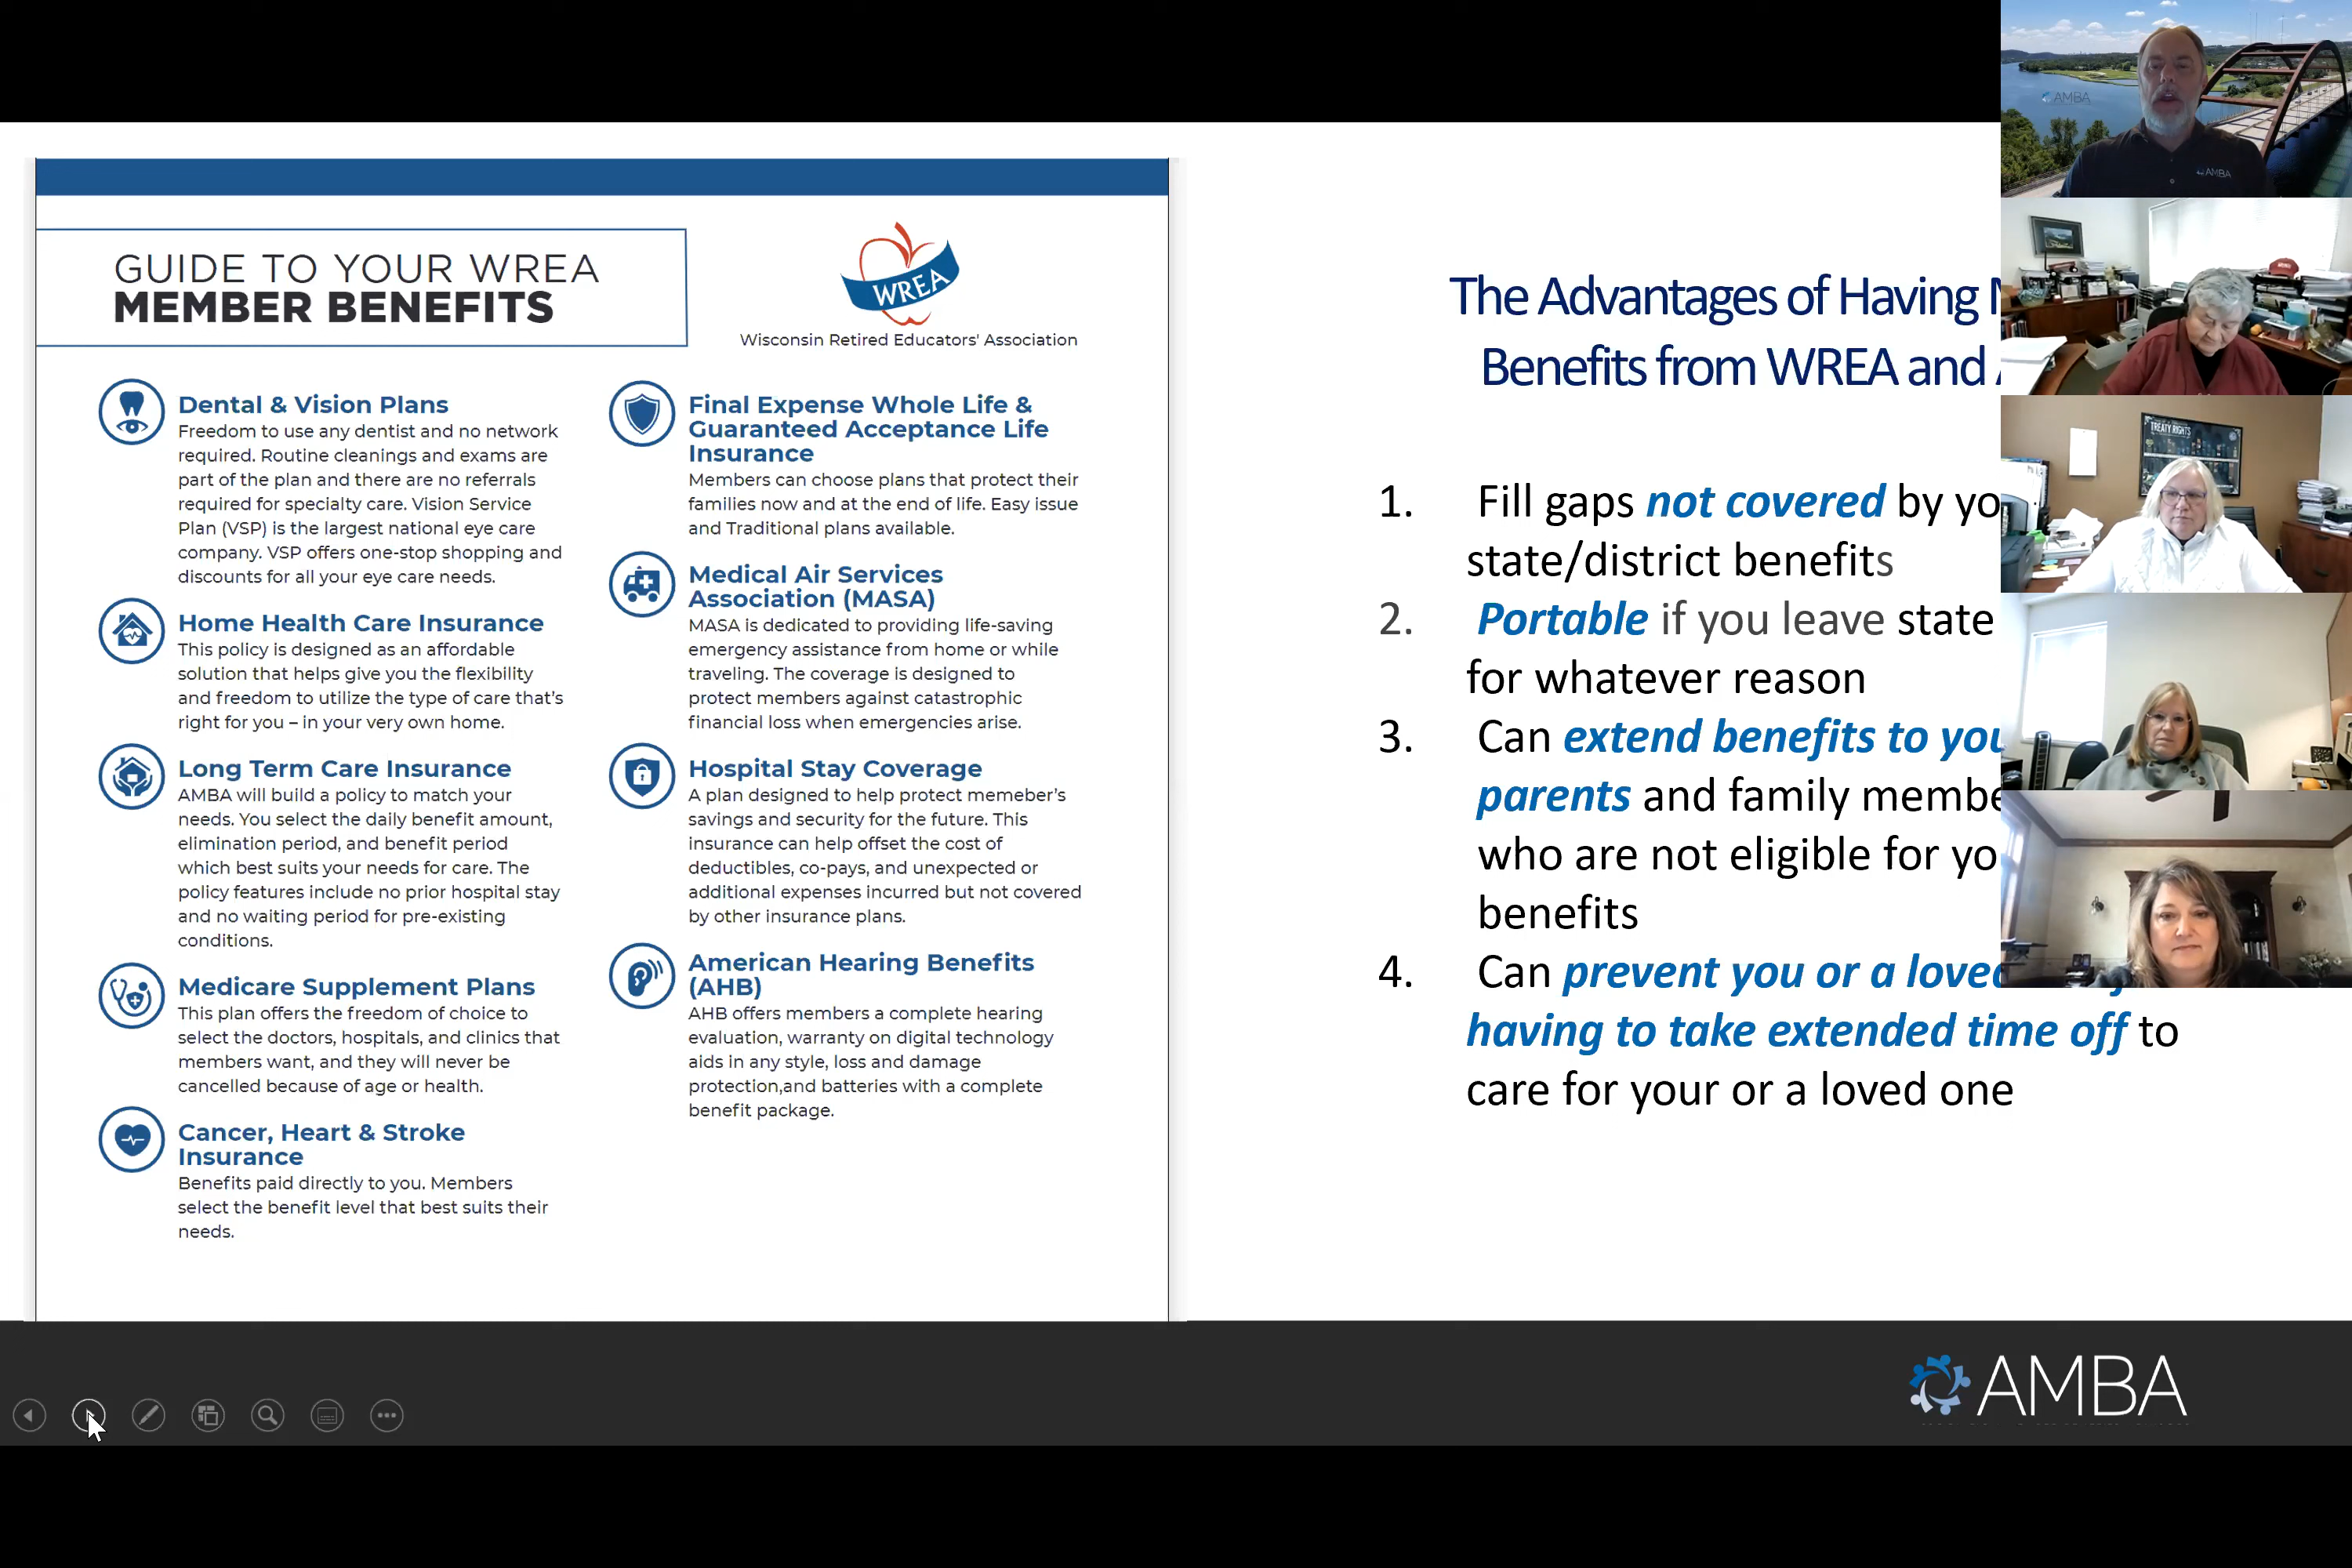 GUIDE TO YOUR WREA
MEMBER BENEFITS
WREA
Wisconsin Retired Educators' Association
Dental & Vision Plans
Freedom to use any dentist and no network
required. Routine cleanings and exams are
part of the plan and there are no referrals
required for specialty care. Vision Service
Plan (VSP) is the largest national eye care
company. VSP offers one-stop shopping and
discounts for all your eye care needs.
Home Health Care Insurance
This policy is designed as an affordable
solution that helps give you the flexibility
and freedom to utilize the type of care that's
right for you – in your very own home.
Long Term Care Insurance
AMBA will build a policy to match your
needs. You select the daily benefit amount,
elimination period, and benefit period
which best suits your needs for care. The
policy features include no prior hospital stay
and no waiting period for pre-existing
conditions.
Medicare Supplement Plans
This plan offers the freedom of choice to
select the doctors, hospitals, and clinics that
members want, and they will never be
cancelled because of age or health.
Cancer, Heart & Stroke
Insurance
Benefits paid directly to you. Members
select the benefit level that best suits their
needs.
Final Expense Whole Life &
Guaranteed Acceptance Life
Insurance
Members can choose plans that protect their
families now and at the end of life. Easy issue
and Traditional plans available.
Medical Air Services
Association (MASA)
MASA is dedicated to providing life-saving
emergency assistance from home or while
traveling. The coverage is designed to
protect members against catastrophic
financial loss when emergencies arise.
Hospital Stay Coverage
A plan designed to help protect memeber's
savings and security for the future. This
insurance can help offset the cost of
deductibles, co-pays, and unexpected or
additional expenses incurred but not covered
by other insurance plans.
American Hearing Benefits
(AHB)
AHB offers members a complete hearing
evaluation, warranty on digital technology
aids in any style, loss and damage
protection,and batteries with a complete
benefit package.
The Advantages of Having
Benefits from WREA and
1. Fill gaps not covered by
state/district benefits
2. Portable if you leave state
for whatever reason
3. Can extend benefits to
parents and family
who are not eligible for
benefits
4. Can prevent you or a
having to take extended time off to
care for your or a loved one
AMBA
AMBA
AMBA
TREATY RIGHTS